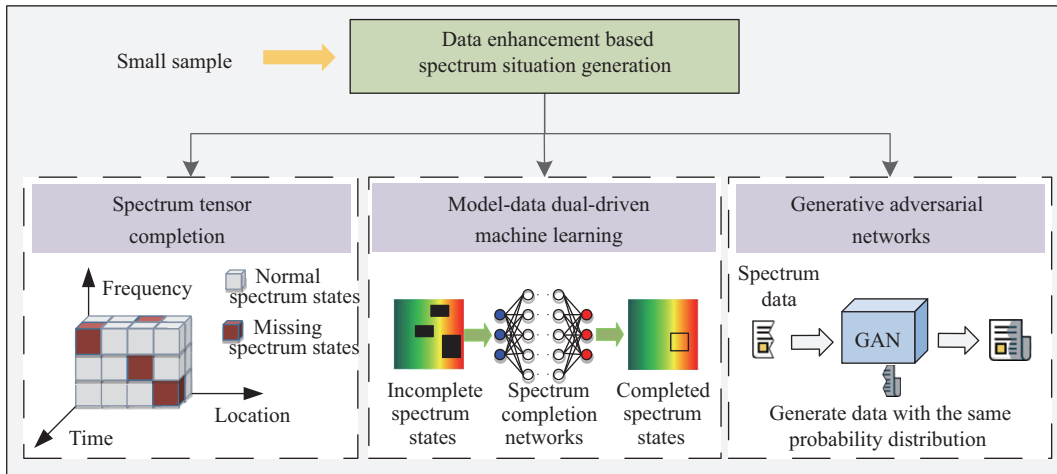 Small sample
Data enhancement based
spectrum situation generation
Spectrum tensor
completion
Frequency
Normal
spectrum states
Missing
spectrum states
Location
Time
Model-data dual-driven
machine learning
Incomplete
spectrum
states
Spectrum
completion
networks
Completed
spectrum
states
Generative adversarial
networks
Spectrum
data
GAN
Generate data with the same
probability distribution